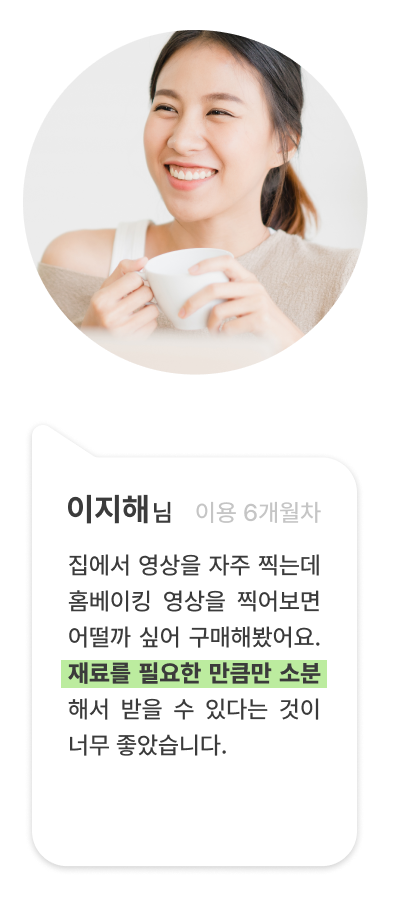 이지해님 이용 6개월차
집에서 영상을 자주 찍는데
홈베이킹 영상을 찍어보면
어떨까 싶어 구매해봤어요.
재료를 필요한 만큼만 소분
해서 받을 수 있다는 것이
너무 좋았습니다.